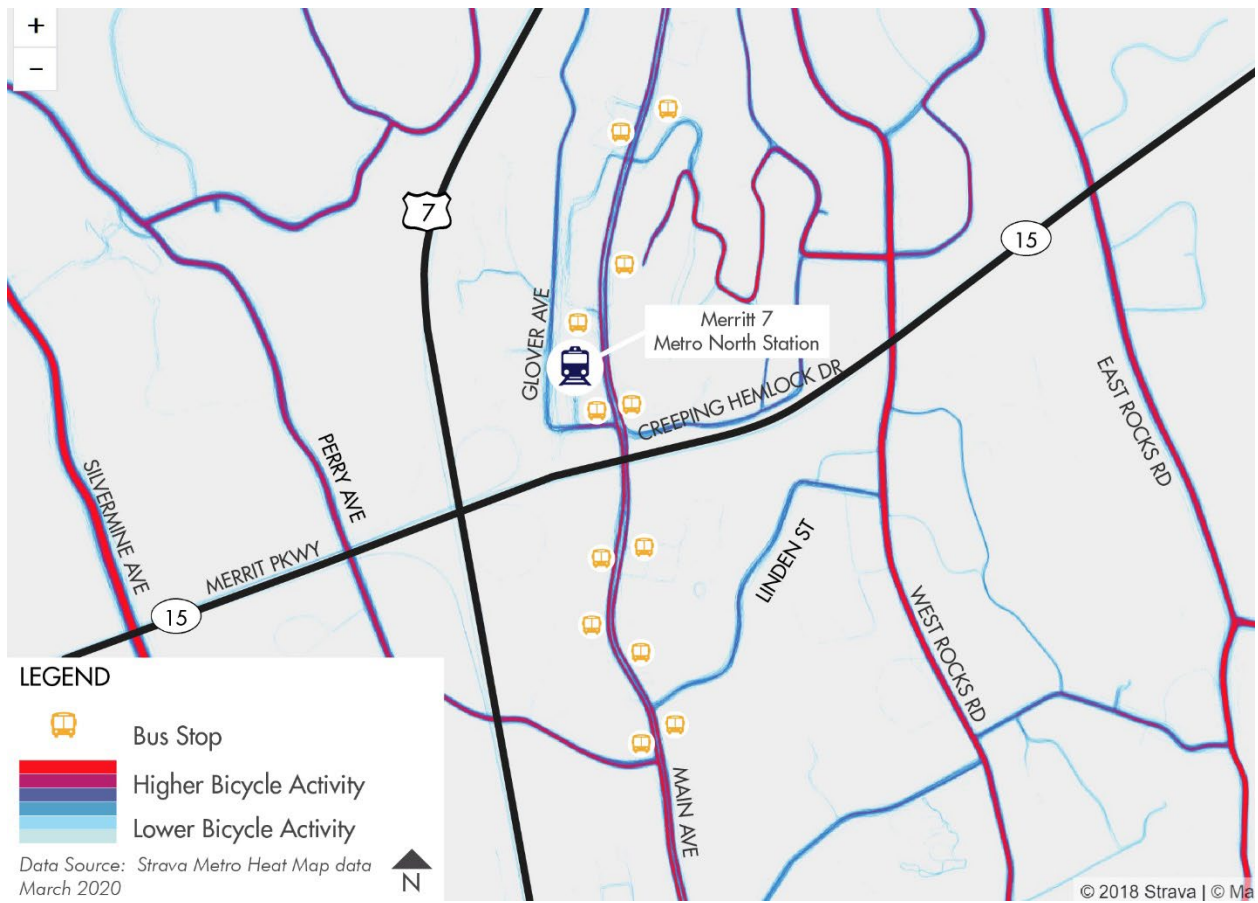 +
−
7
15
GLOVER AVE
Merritt 7
Metro North Station
CREEPING HEMLOCK DR
EAST ROCKS RD
SILVERMINE AVE
PERRY AVE
MERRIT PKWY
15
LINDEN ST
WEST ROCKS RD
MAIN AVE
LEGEND
Bus Stop
Higher Bicycle Activity
Lower Bicycle Activity
Data Source: Strava Metro Heat Map data
March 2020
N
© 2018 Strava | © Ma